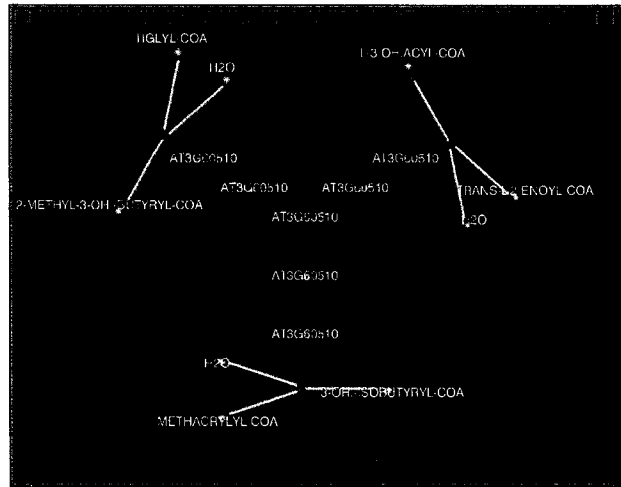 TIGLYL-COA
H2O
L-3-OH-ACYL-COA
AT3G60510
AT3G60510
AT3G60510
AT3G60510
2-METHYL-3-OH-BUTYRYL-COA
TRANS-D2-ENOYL-COA
AT3G60510
H2O
AT3G60510
AT3G60510
H2O
3-OH-ISOBUTYRYL-COA
METHACRYLYL-COA